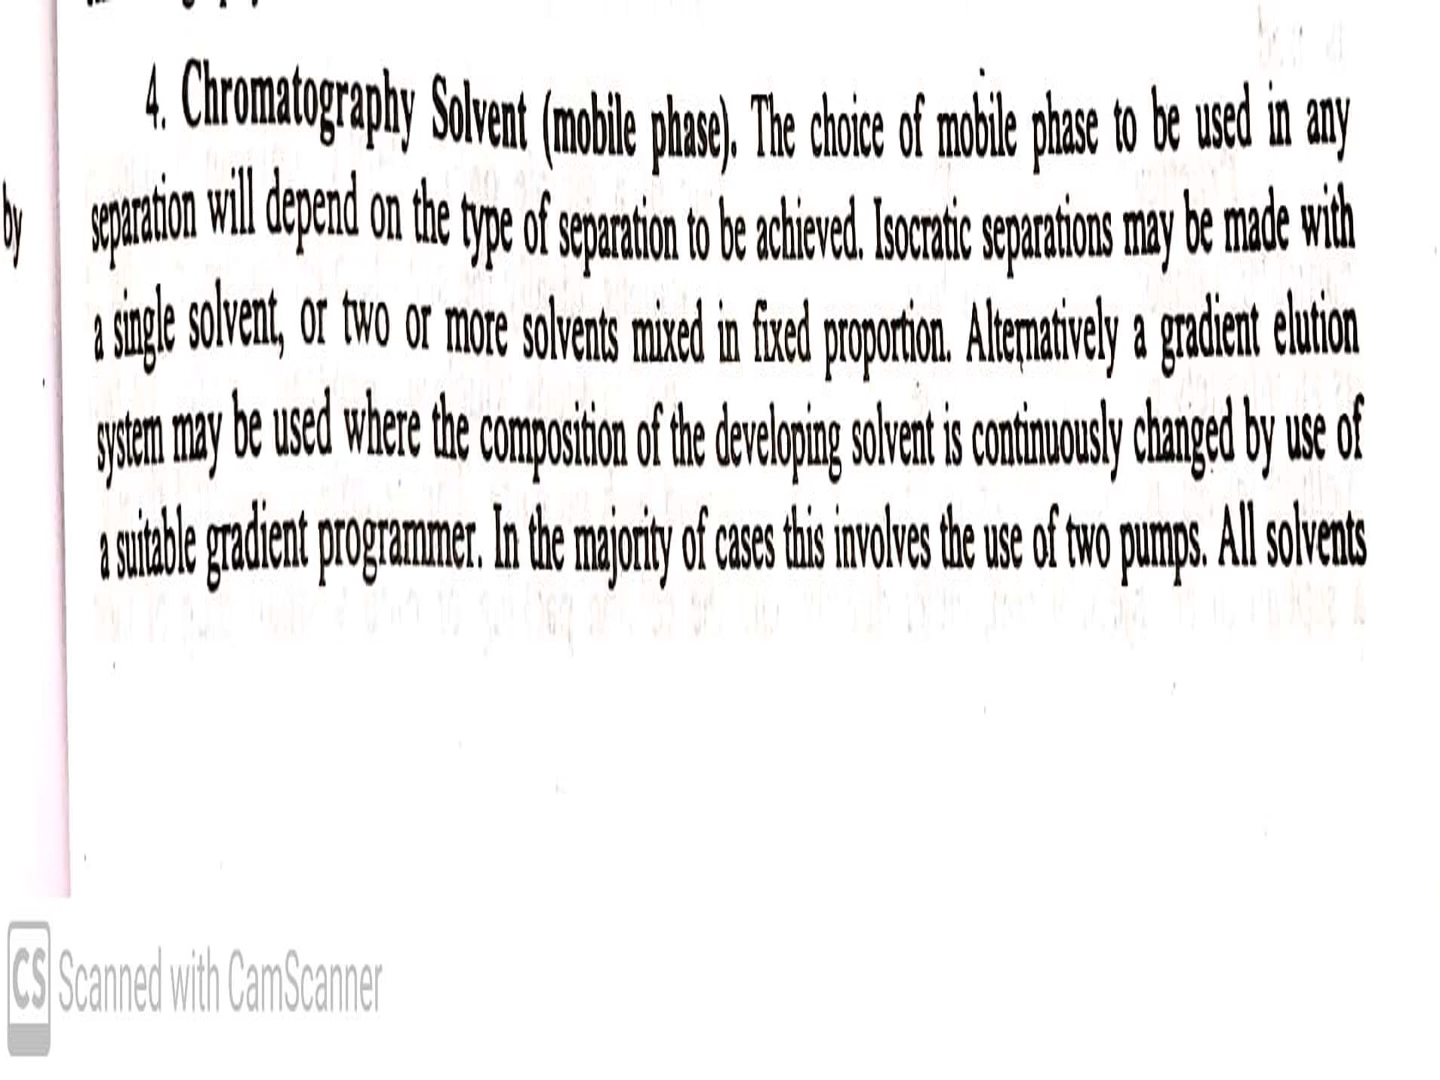 4. Chromatography Solvent (mobile phase). The choice of mobile phase to be used in any
separation will depend on the type of separation to be achieved. Isocratic separations may be made with
a single solvent, or two or more solvents mixed in fixed proportion. Alternatively a gradient elution
system may be used where the composition of the developing solvent is continuously changed by use of
a suitable gradient programmer. In the majority of cases this involves the use of two pumps. All solvents
by
CS Scanned with CamScanner